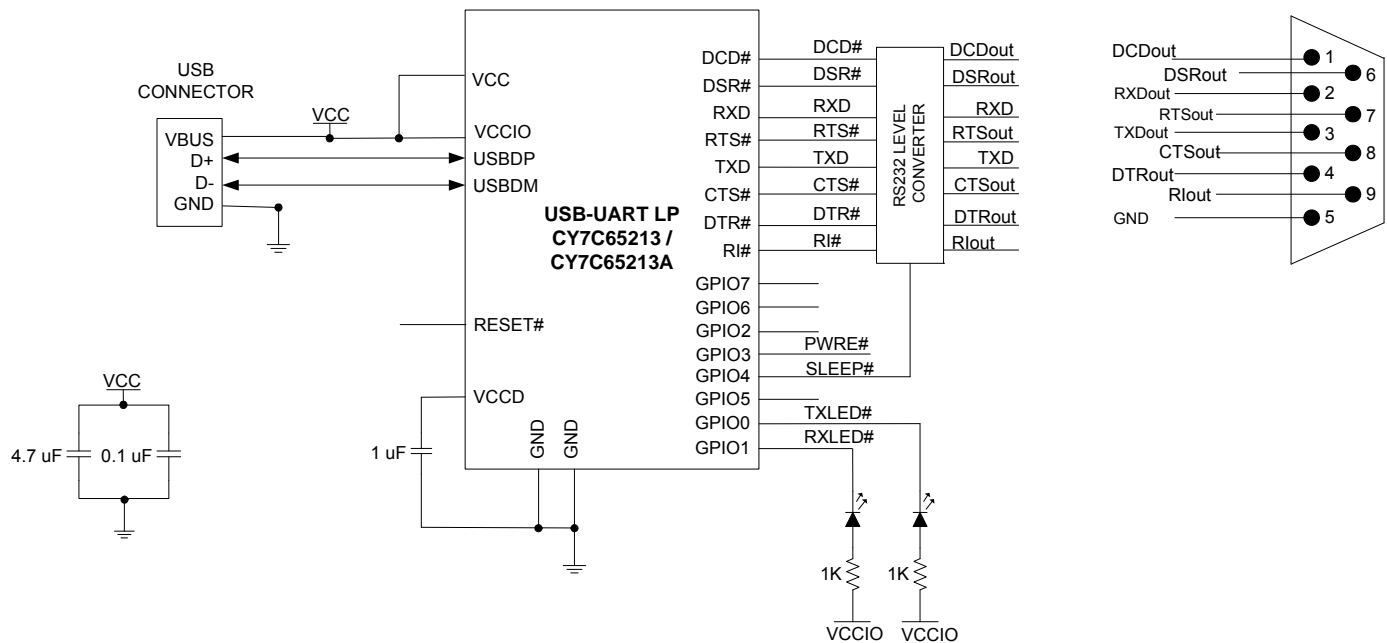 USB
CONNECTOR
VBUS
D+
D-
GND
VCC
VCC
VCCIO
USBDP
USBDM
RESET#
VCCD
GND
GND
USB-UART LP
CY7C65213 /
CY7C65213A
DCD#
DSR#
RXD
RTS#
TXD
CTS#
DTR#
RI#
GPIO7
GPIO6
GPIO2
GPIO3
GPIO4
GPIO5
GPIO0
GPIO1
DCD#
DSR#
RXD
RTS#
TXD
CTS#
DTR#
RI#
PWRE#
SLEEP#
TXLED#
RXLED#
RS232 LEVEL
CONVERTER
DCDout
DSRout
RXD
RTSout
TXD
CTSout
DTRout
RIout
DCDout 1
DSRout 6
RXDout 2
RTSout 7
TXDout 3
CTSout 8
DTRout 4
RIout 9
GND 5
VCC
4.7 uF 0.1 uF
1 uF
1K 1K
VCCIO VCCIO